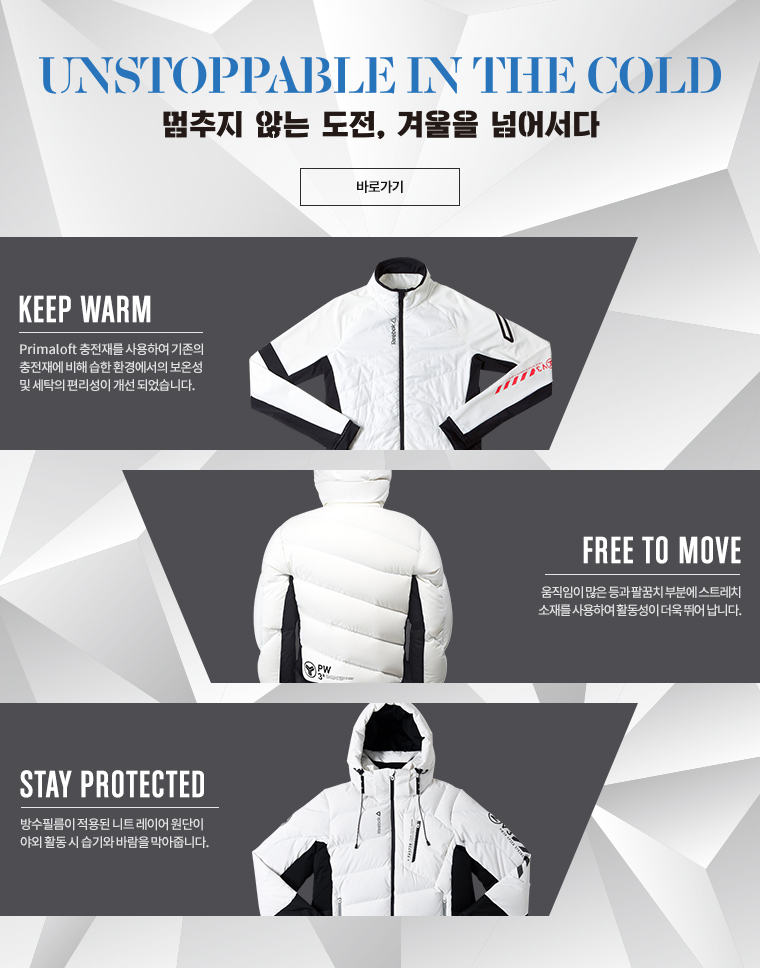 UNSTOPPABLE IN THE COLD
멈추지 않는 도전, 겨울을 넘어서다
바로가기
KEEP WARM
Primaloft 충전재를 사용하여 기존의
충전재에 비해 습한 환경에서의 보온성
및 세탁의 편리성이 개선 되었습니다.
Reebok
FREE TO MOVE
움직임이 많은 등과 팔꿈치 부분에 스트레치
소재를 사용하여 활동성이 더욱 뛰어 납니다.
PW
3⁴
STAY PROTECTED
방수필름이 적용된 니트 레이어 원단이
야외 활동 시 습기와 바람을 막아줍니다.
Reebok